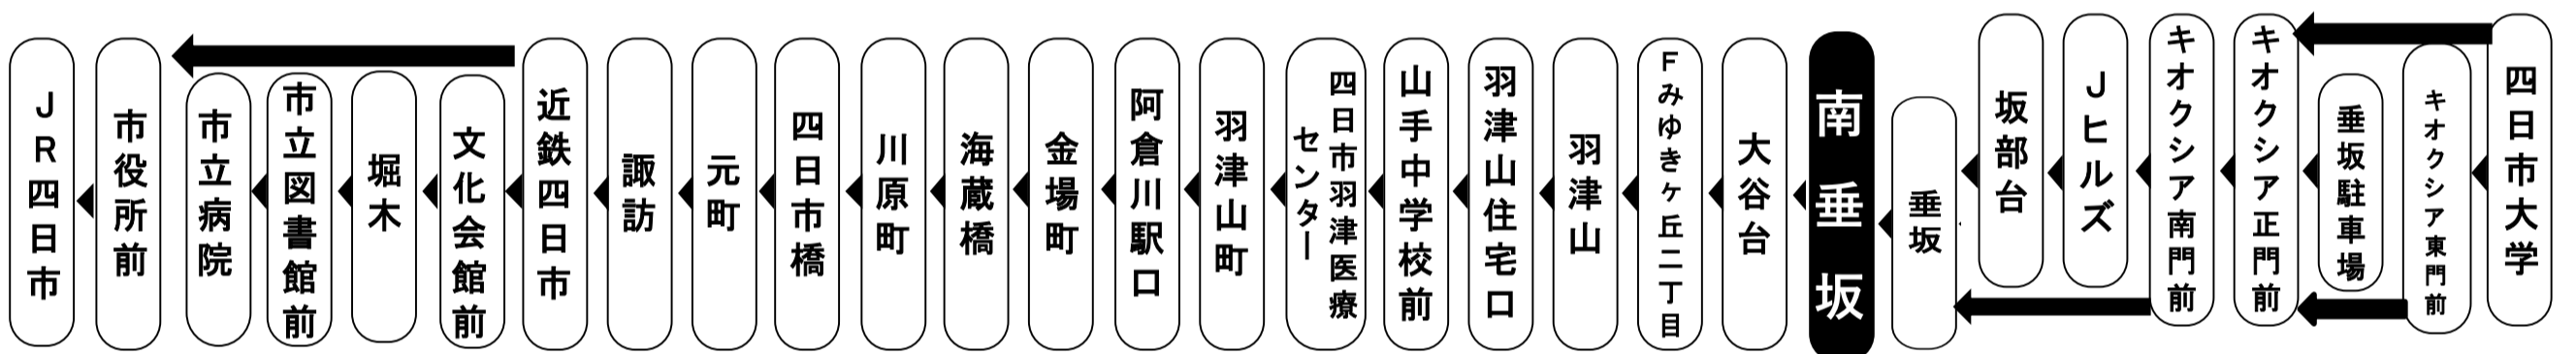 四日市大学
キオクシア東門前
垂坂駐車場
キオクシア正門前
キオクシア南門前
Jヒルズ
坂部台
垂坂
南垂坂
大谷台
Fみゆきヶ丘二丁目
羽津山
羽津山住宅口
山手中学校前
四日市羽津医療
センター
羽津山町
阿倉川駅口
金場町
海蔵橋
川原町
四日市橋
元町
諏訪
近鉄四日市
文化会館前
堀木
市立図書館前
市立病院
市役所前
JR四日市